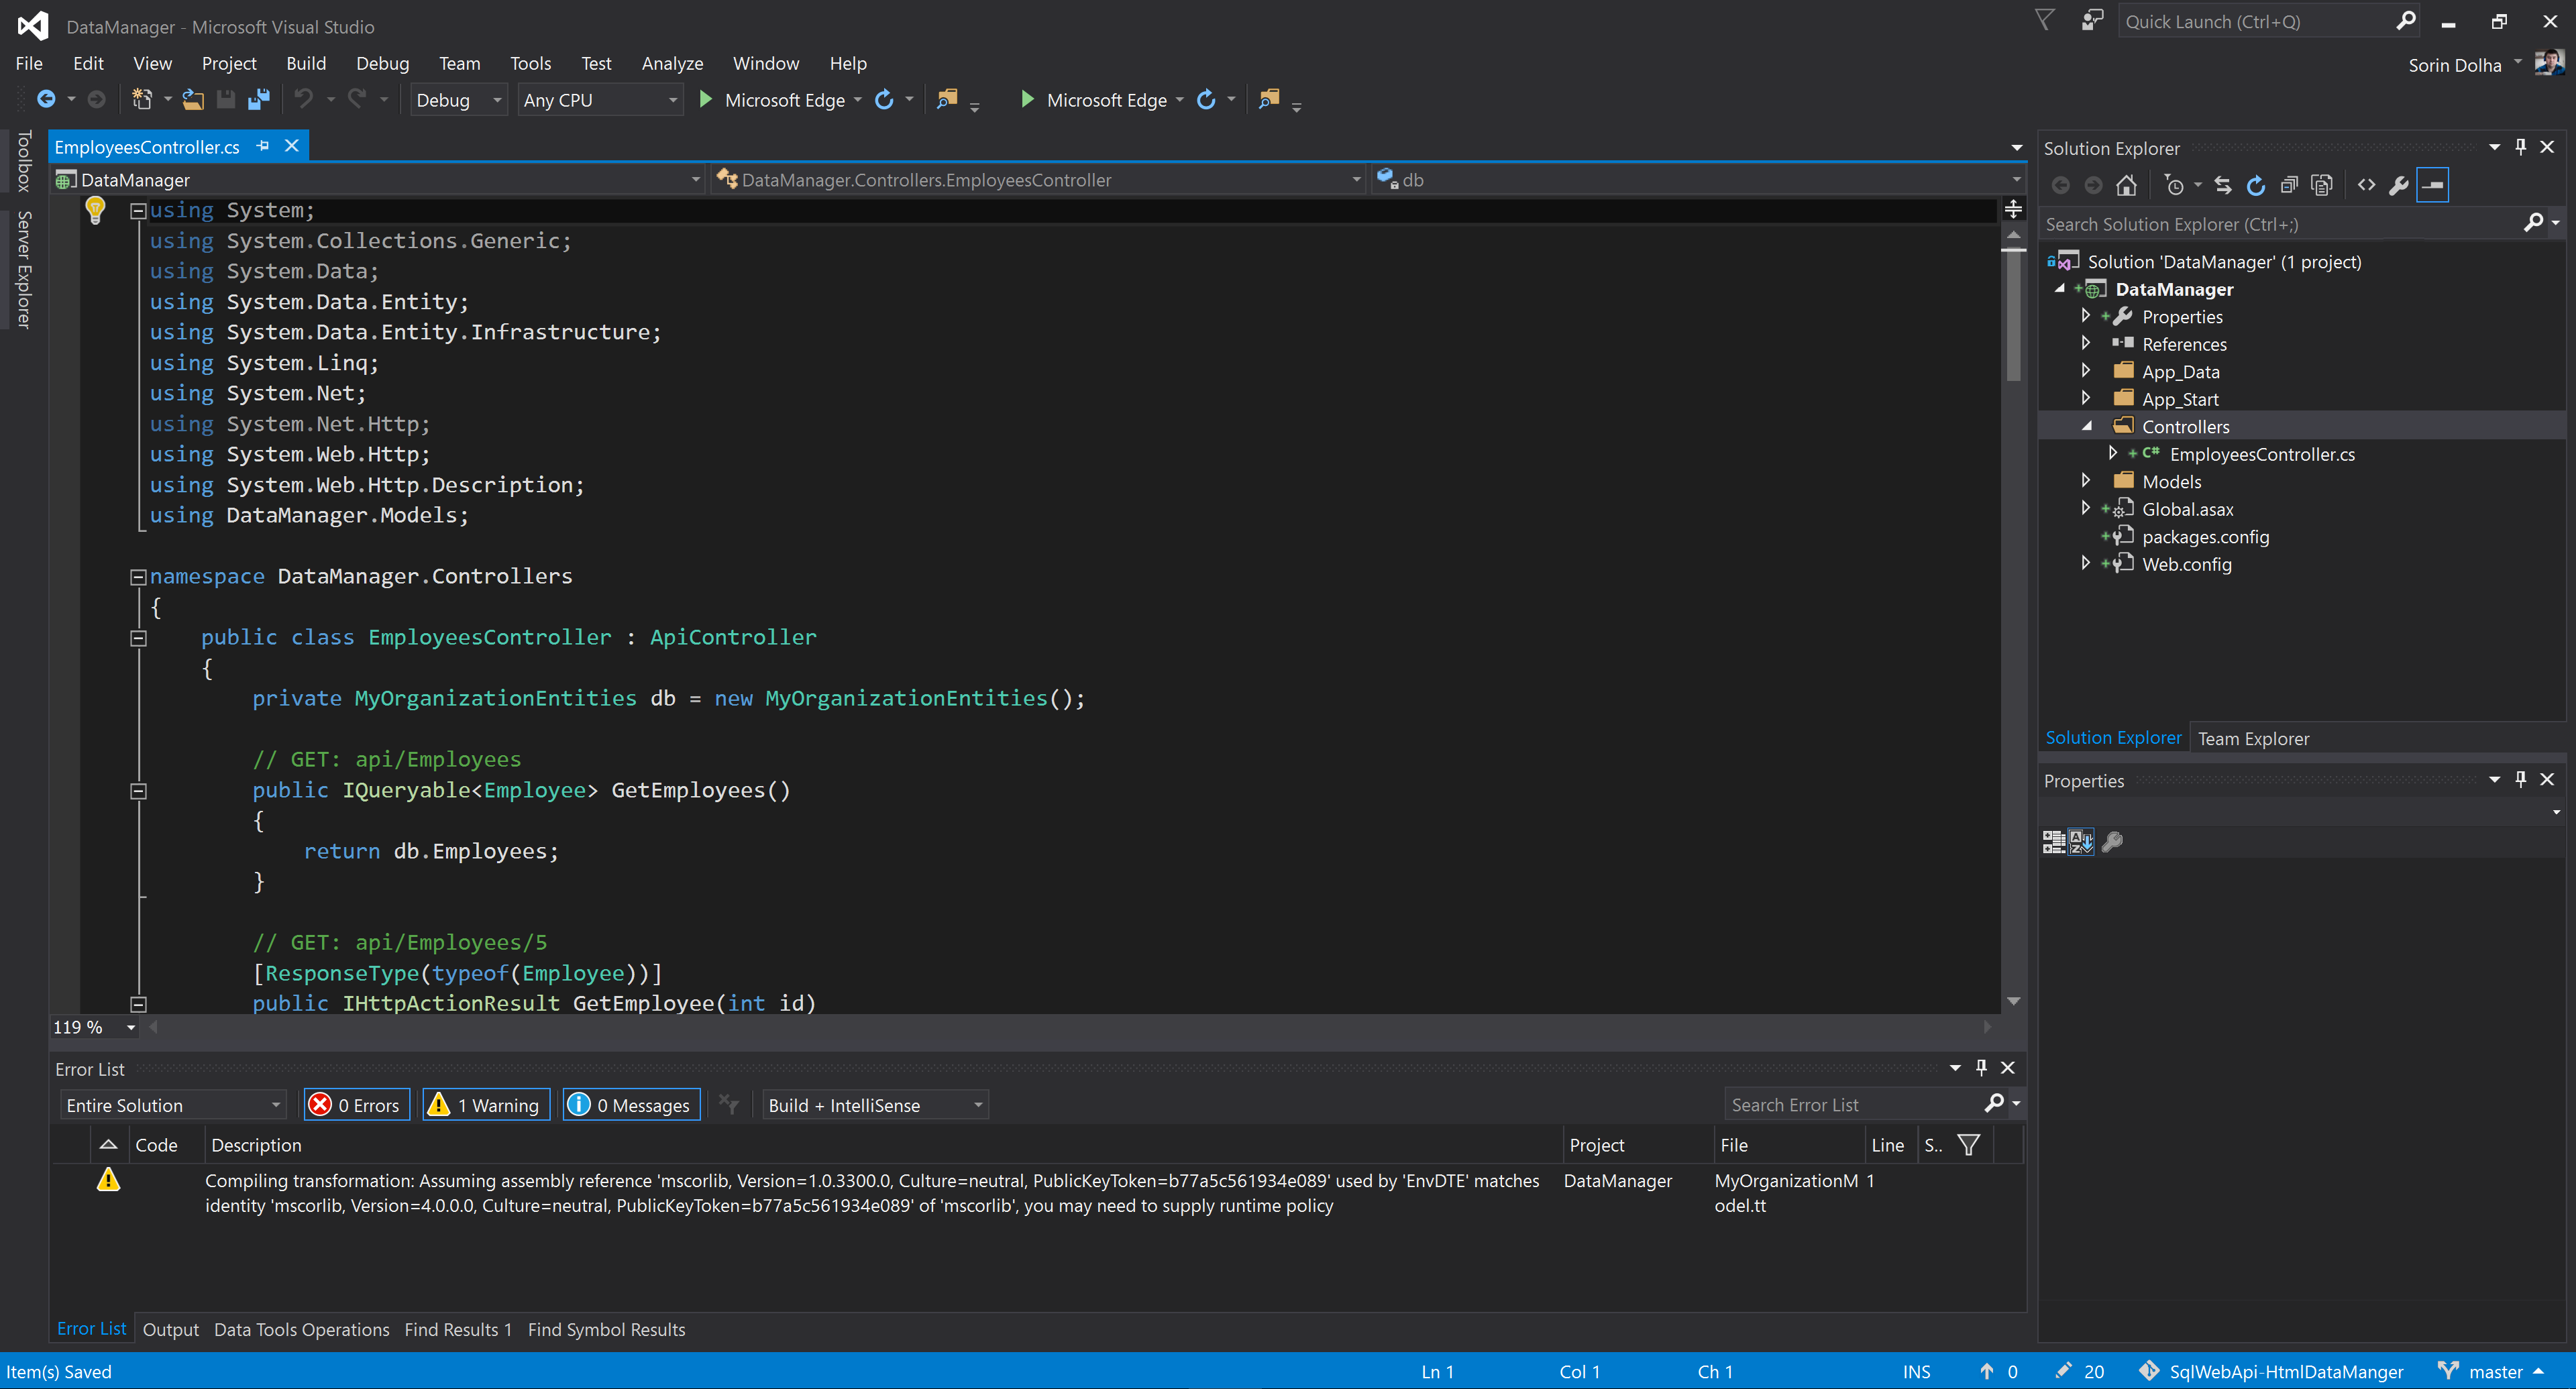 DataManager - Microsoft Visual Studio
Quick Launch (Ctrl+Q)
File Edit View Project Build Debug Team Tools Test Analyze Window Help
Sorin Dolha
Debug Any CPU Microsoft Edge Microsoft Edge
Toolbox
Server Explorer
EmployeesController.cs
DataManager DataManager.Controllers.EmployeesController db
using System;
using System.Collections.Generic;
using System.Data;
using System.Data.Entity;
using System.Data.Entity.Infrastructure;
using System.Linq;
using System.Net;
using System.Net.Http;
using System.Web.Http;
using System.Web.Http.Description;
using DataManager.Models;
namespace DataManager.Controllers
{
public class EmployeesController : ApiController
{
private MyOrganizationEntities db = new MyOrganizationEntities();
// GET: api/Employees
public IQueryable<Employee> GetEmployees()
{
return db.Employees;
}
// GET: api/Employees/5
[ResponseType(typeof(Employee))]
public IHttpActionResult GetEmployee(int id)
119 %
Error List
Entire Solution 0 Errors 1 Warning 0 Messages Build + IntelliSense Search Error List
Code Description Project File Line S..
Compiling transformation: Assuming assembly reference 'mscorlib, Version=1.0.3300.0, Culture=neutral, PublicKeyToken=b77a5c561934e089' used by 'EnvDTE' matches DataManager MyOrganizationM 1
identity 'mscorlib, Version=4.0.0.0, Culture=neutral, PublicKeyToken=b77a5c561934e089' of 'mscorlib', you may need to supply runtime policy odel.tt
Error List Output Data Tools Operations Find Results 1 Find Symbol Results
Solution Explorer
Search Solution Explorer (Ctrl+;)
Solution 'DataManager' (1 project)
DataManager
Properties
References
App_Data
App_Start
Controllers
C# EmployeesController.cs
Models
Global.asax
packages.config
Web.config
Solution Explorer Team Explorer
Properties
Item(s) Saved Ln 1 Col 1 Ch 1 INS 0 20 SqlWebApi-HtmlDataManger master